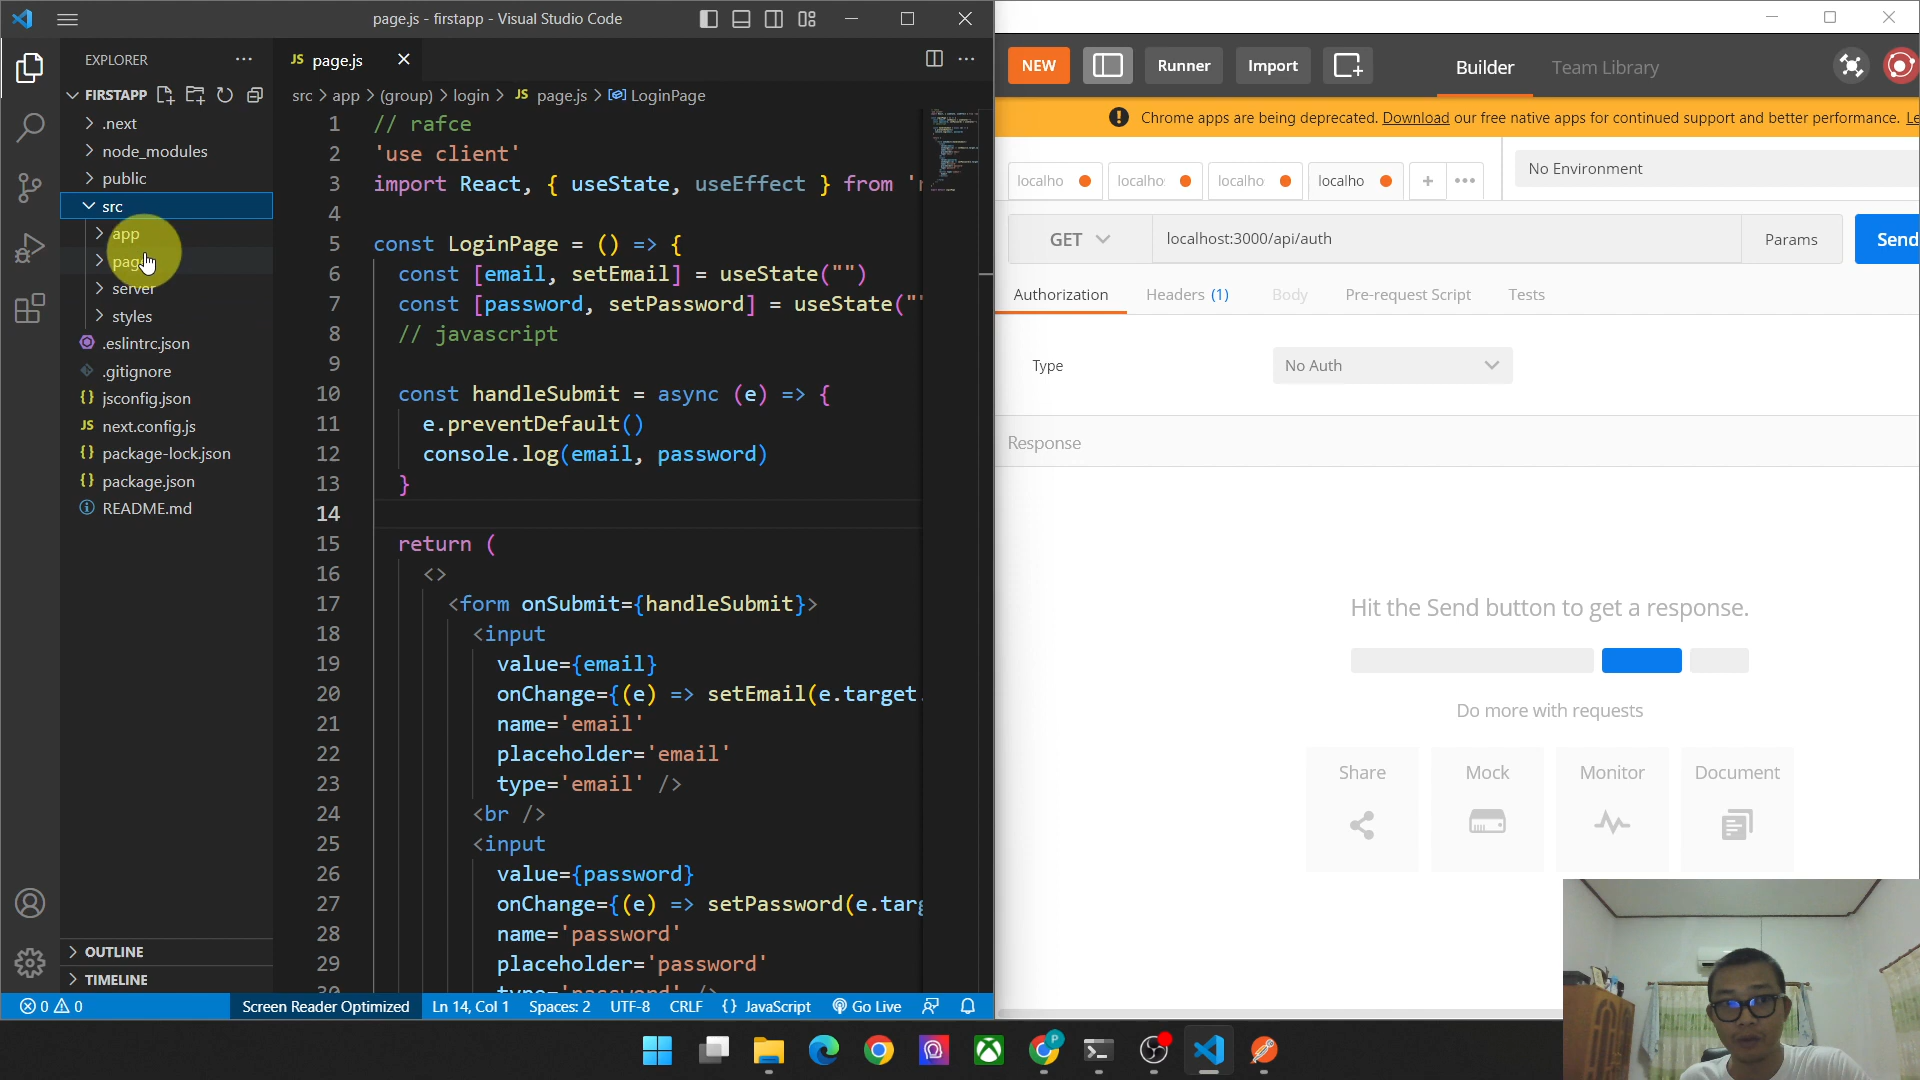 page.js - firstapp - Visual Studio Code
EXPLORER
FIRSTAPP
.next
node_modules
public
src
app
server
styles
.eslintrc.json
.gitignore
jsconfig.json
next.config.js
package-lock.json
package.json
README.md
OUTLINE
TIMELINE
JS page.js
src > app > (group) > login > JS page.js > LoginPage
1 // rafce
2 'use client'
3 import React, { useState, useEffect } from
4
5 const LoginPage = () => {
6 const [email, setEmail] = useState("")
7 const [password, setPassword] = useState("
8 // javascript
9
10 const handleSubmit = async (e) => {
11 e.preventDefault()
12 console.log(email, password)
13 }
14
15 return (
16 <>
17 <form onSubmit={handleSubmit}>
18 <input
19 value={email}
20 onChange={(e) => setEmail(e.target.
21 name='email'
22 placeholder='email'
23 type='email' />
24 <br />
25 <input
26 value={password}
27 onChange={(e) => setPassword(e.targ
28 name='password'
29 placeholder='password'
0 0
Screen Reader Optimized
Ln 14, Col 1
Spaces: 2
UTF-8
CRLF
{} JavaScript
Go Live
NEW
Runner
Import
Builder
Team Library
Chrome apps are being deprecated. Download our free native apps for continued support and better performance. Le
localho
localho
localho
localho
No Environment
GET
localhost:3000/api/auth
Params
Send
Authorization
Headers (1)
Body
Pre-request Script
Tests
Type
No Auth
Response
Hit the Send button to get a response.
Do more with requests
Share
Mock
Monitor
Document
P